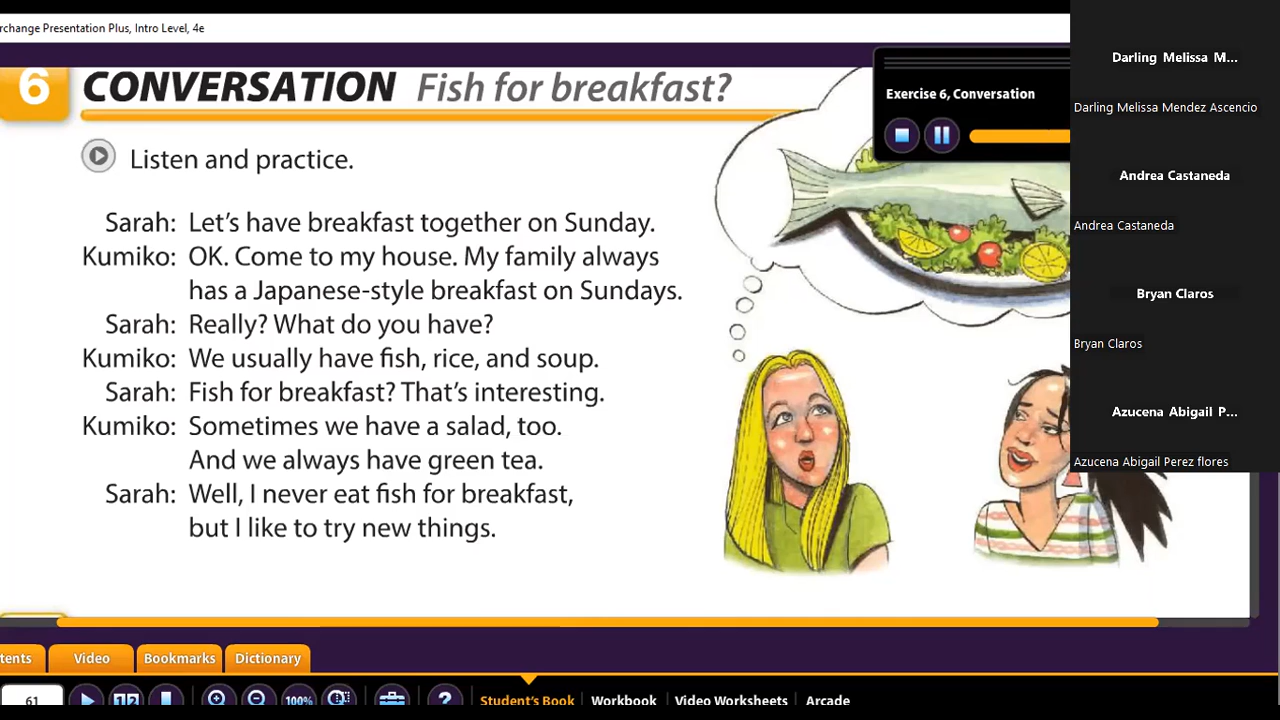 rchange Presentation Plus, Intro Level, 4e
6 CONVERSATION Fish for breakfast?
Listen and practice.
Sarah: Let's have breakfast together on Sunday.
Kumiko: OK. Come to my house. My family always
has a Japanese-style breakfast on Sundays.
Sarah: Really? What do you have?
Kumiko: We usually have fish, rice, and soup.
Sarah: Fish for breakfast? That's interesting.
Kumiko: Sometimes we have a salad, too.
And we always have green tea.
Sarah: Well, I never eat fish for breakfast,
but I like to try new things.
Exercise 6, Conversation
Darling Melissa M...
Darling Melissa Mendez Ascencio
Andrea Castaneda
Andrea Castaneda
Bryan Claros
Bryan Claros
Azucena Abigail P...
Azucena Abigail Perez flores
tents Video Bookmarks Dictionary
61 12 100% ? Student's Book Workbook Video Worksheets Arcade